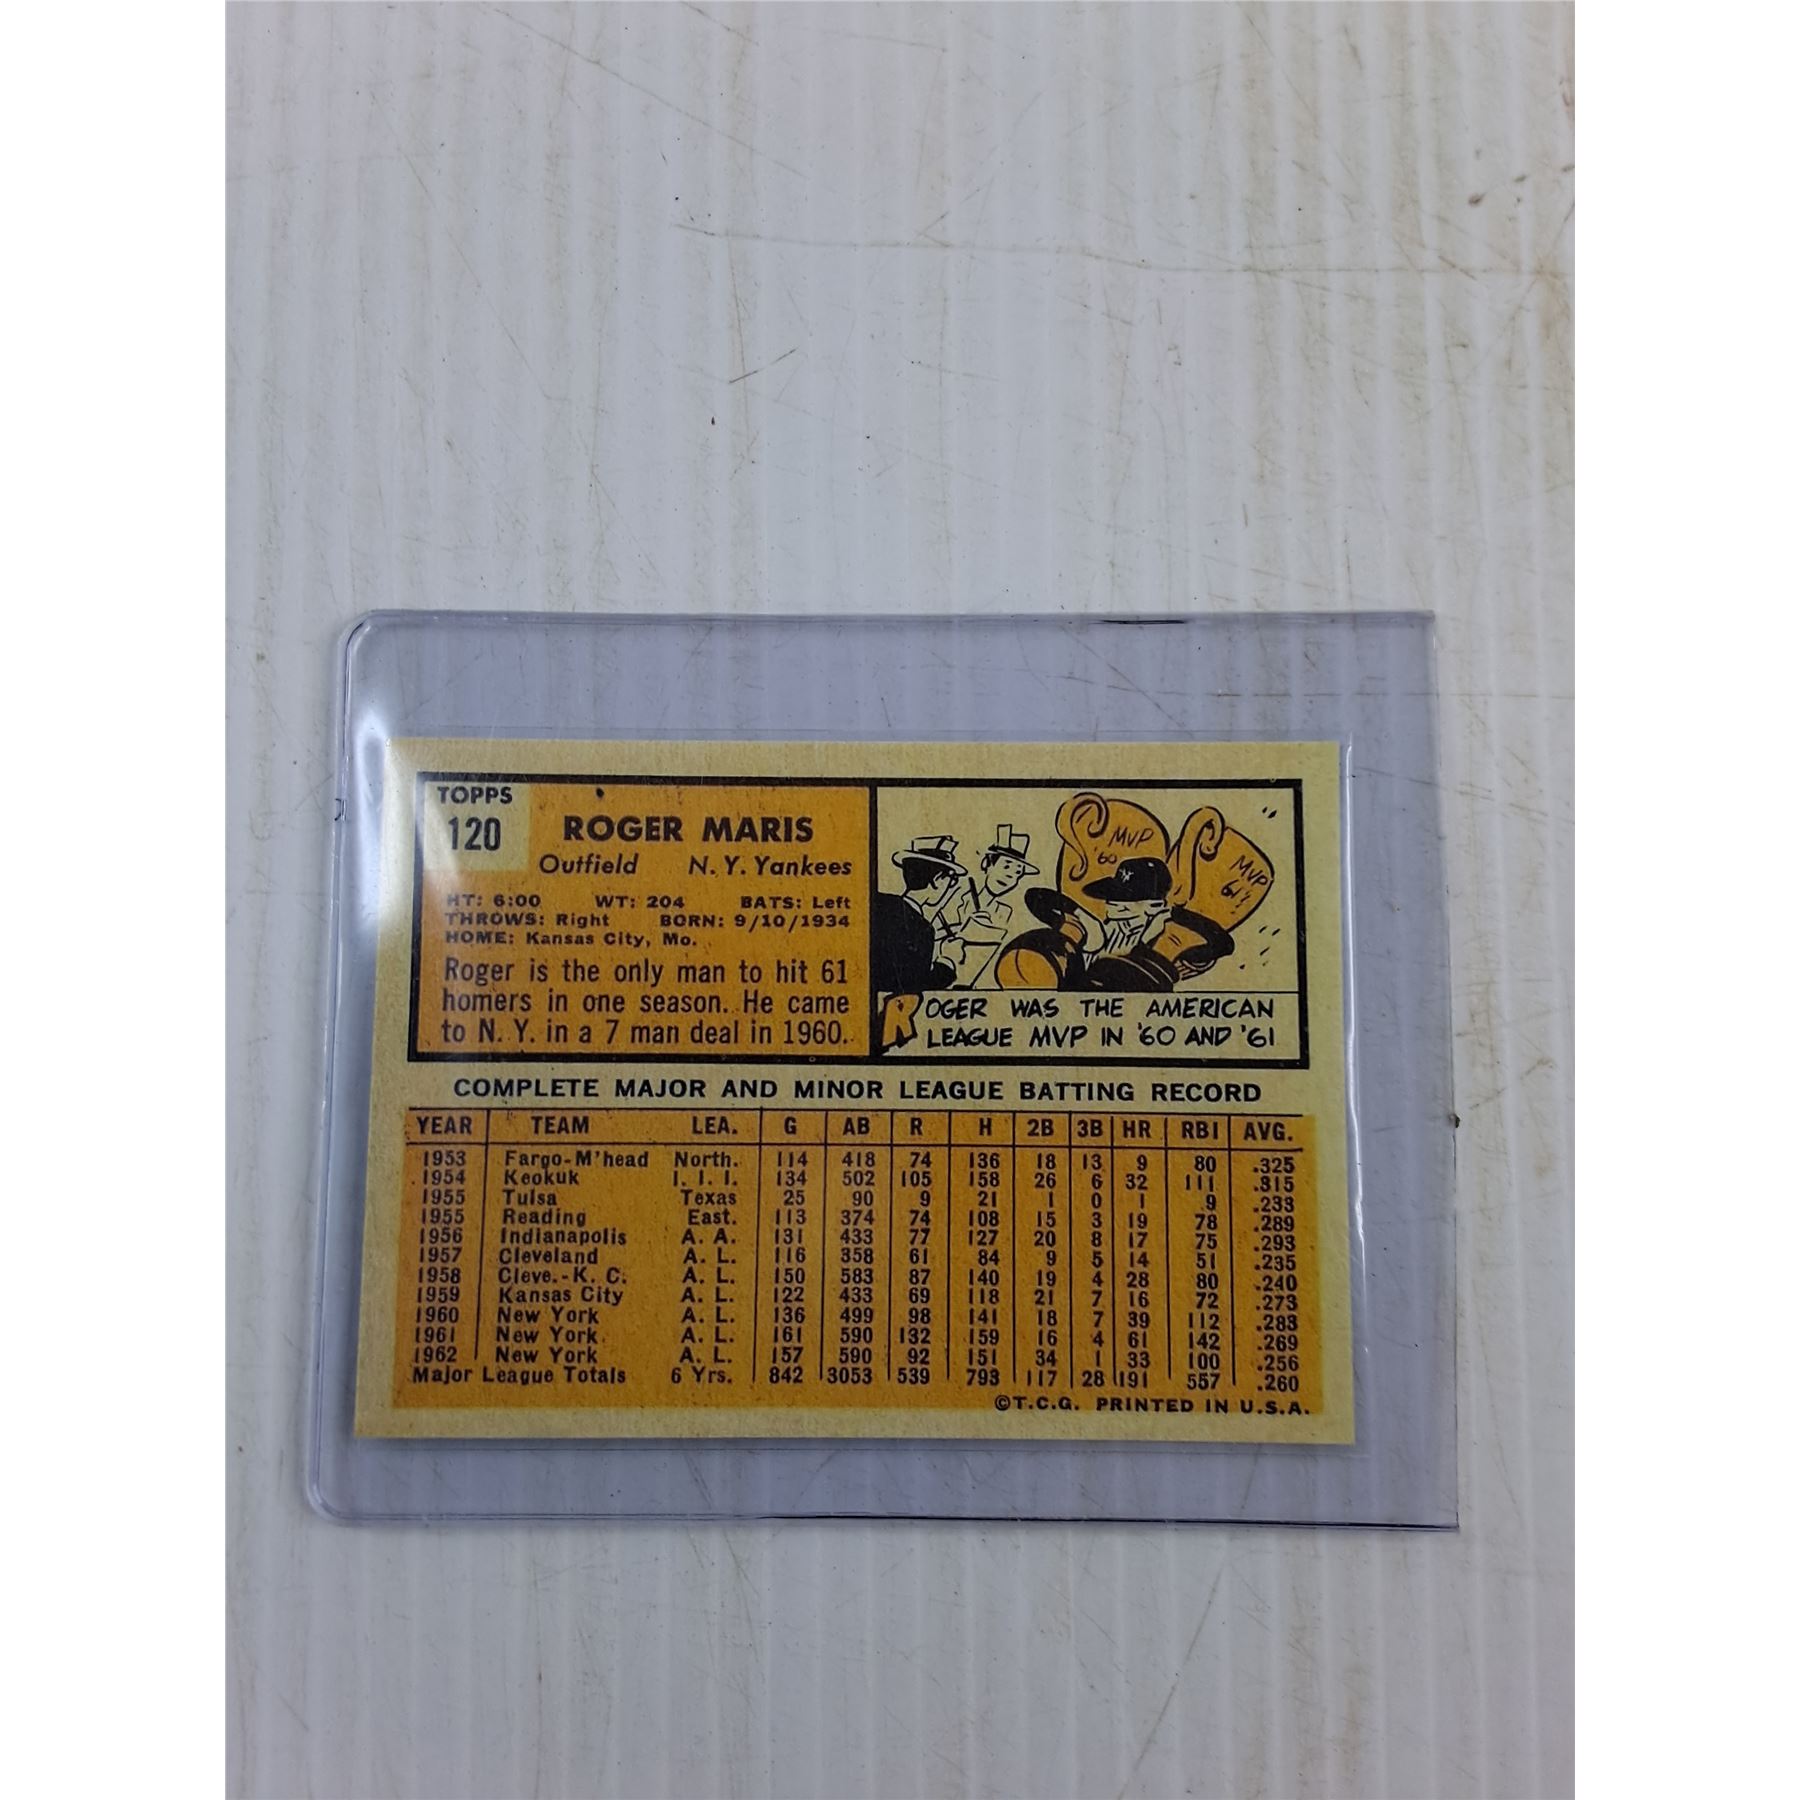 TOPPS
120
ROGER MARIS
Outfield N. Y. Yankees
HT: 6:00 WT: 204 BATS: Left
THROWS: Right BORN: 9/10/1934
HOME: Kansas City, Mo.
Roger is the only man to hit 61
homers in one season. He came
to N. Y. in a 7 man deal in 1960.
MVP
'60
MVP
61
ROGER WAS THE AMERICAN
LEAGUE MVP IN '60 AND '61
COMPLETE MAJOR AND MINOR LEAGUE BATTING RECORD
YEAR TEAM LEA. G AB R H 2B 3B HR RBI AVG.
1953 Fargo-M'head North. 114 418 74 136 18 13 9 80 .325
1954 Keokuk I. I. I. 134 502 105 158 26 6 32 111 .315
1955 Tulsa Texas 25 90 9 21 1 0 1 9 .233
1955 Reading East. 113 374 74 108 15 3 19 78 .289
1956 Indianapolis A. A. 131 433 77 127 20 8 17 75 .293
1957 Cleveland A. L. 116 358 61 84 9 5 14 51 .235
1958 Cleve.-K. C. A. L. 150 583 87 140 19 4 28 80 .240
1959 Kansas City A. L. 122 433 69 118 21 7 16 72 .273
1960 New York A. L. 136 499 98 141 18 7 39 112 .283
1961 New York A. L. 161 590 132 159 16 4 61 142 .269
1962 New York A. L. 157 590 92 151 34 1 33 100 .256
Major League Totals 6 Yrs. 842 3053 539 793 117 28 191 557 .260
©T.C.G. PRINTED IN U.S.A.